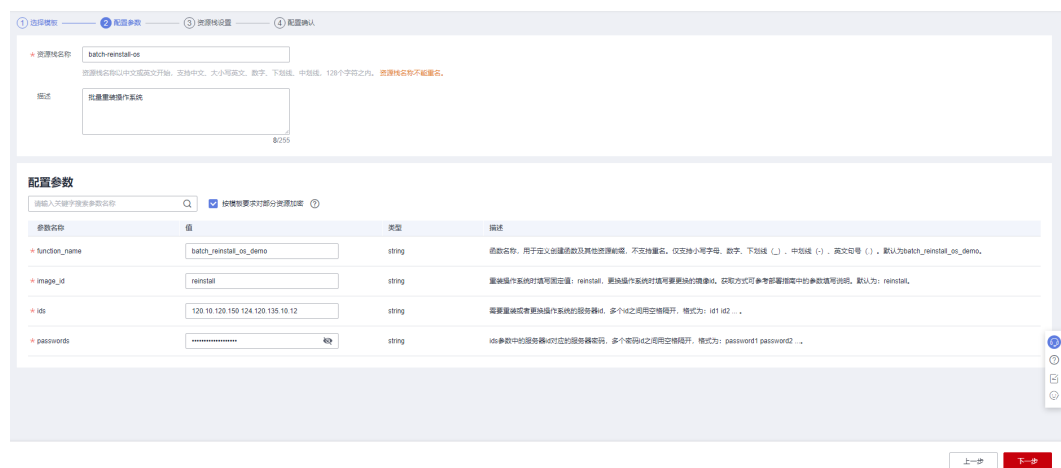 1 选择模板 2 配置参数 3 资源栈设置 4 配置确认
* 资源栈名称 batch-reinstall-os
资源栈名称以中文或英文开始，支持中文、大小写英文、数字、下划线、中划线，128个字符之内。 资源栈名称不能重名。
描述 批量重装操作系统
8/255
配置参数
请输入关键字搜索参数名称 按模板要求对部分资源加密
参数名称 值 类型 描述
* function_name batch_reinstall_os_demo string 函数名称，用于定义创建函数及其他资源前缀，不支持重名。仅支持小写字母、数字、下划线（_）、中划线（-）、英文句号（.）。默认为batch_reinstall_os_demo。
* image_id reinstall string 重装操作系统时填写固定值：reinstall，更换操作系统时填写要更换的镜像id，获取方式可参考部署指南中的参数填写说明。默认为：reinstall。
* ids 120.10.120.150 124.120.135.10.12 string 需要重装或者更换操作系统的服务器id，多个id之间用空格隔开，格式为：id1 id2 ... 。
* passwords •••••••••••••••••• string ids参数中的服务器id对应的服务器密码，多个密码id之间用空格隔开，格式为：password1 password2 ... 。
上一步 下一步